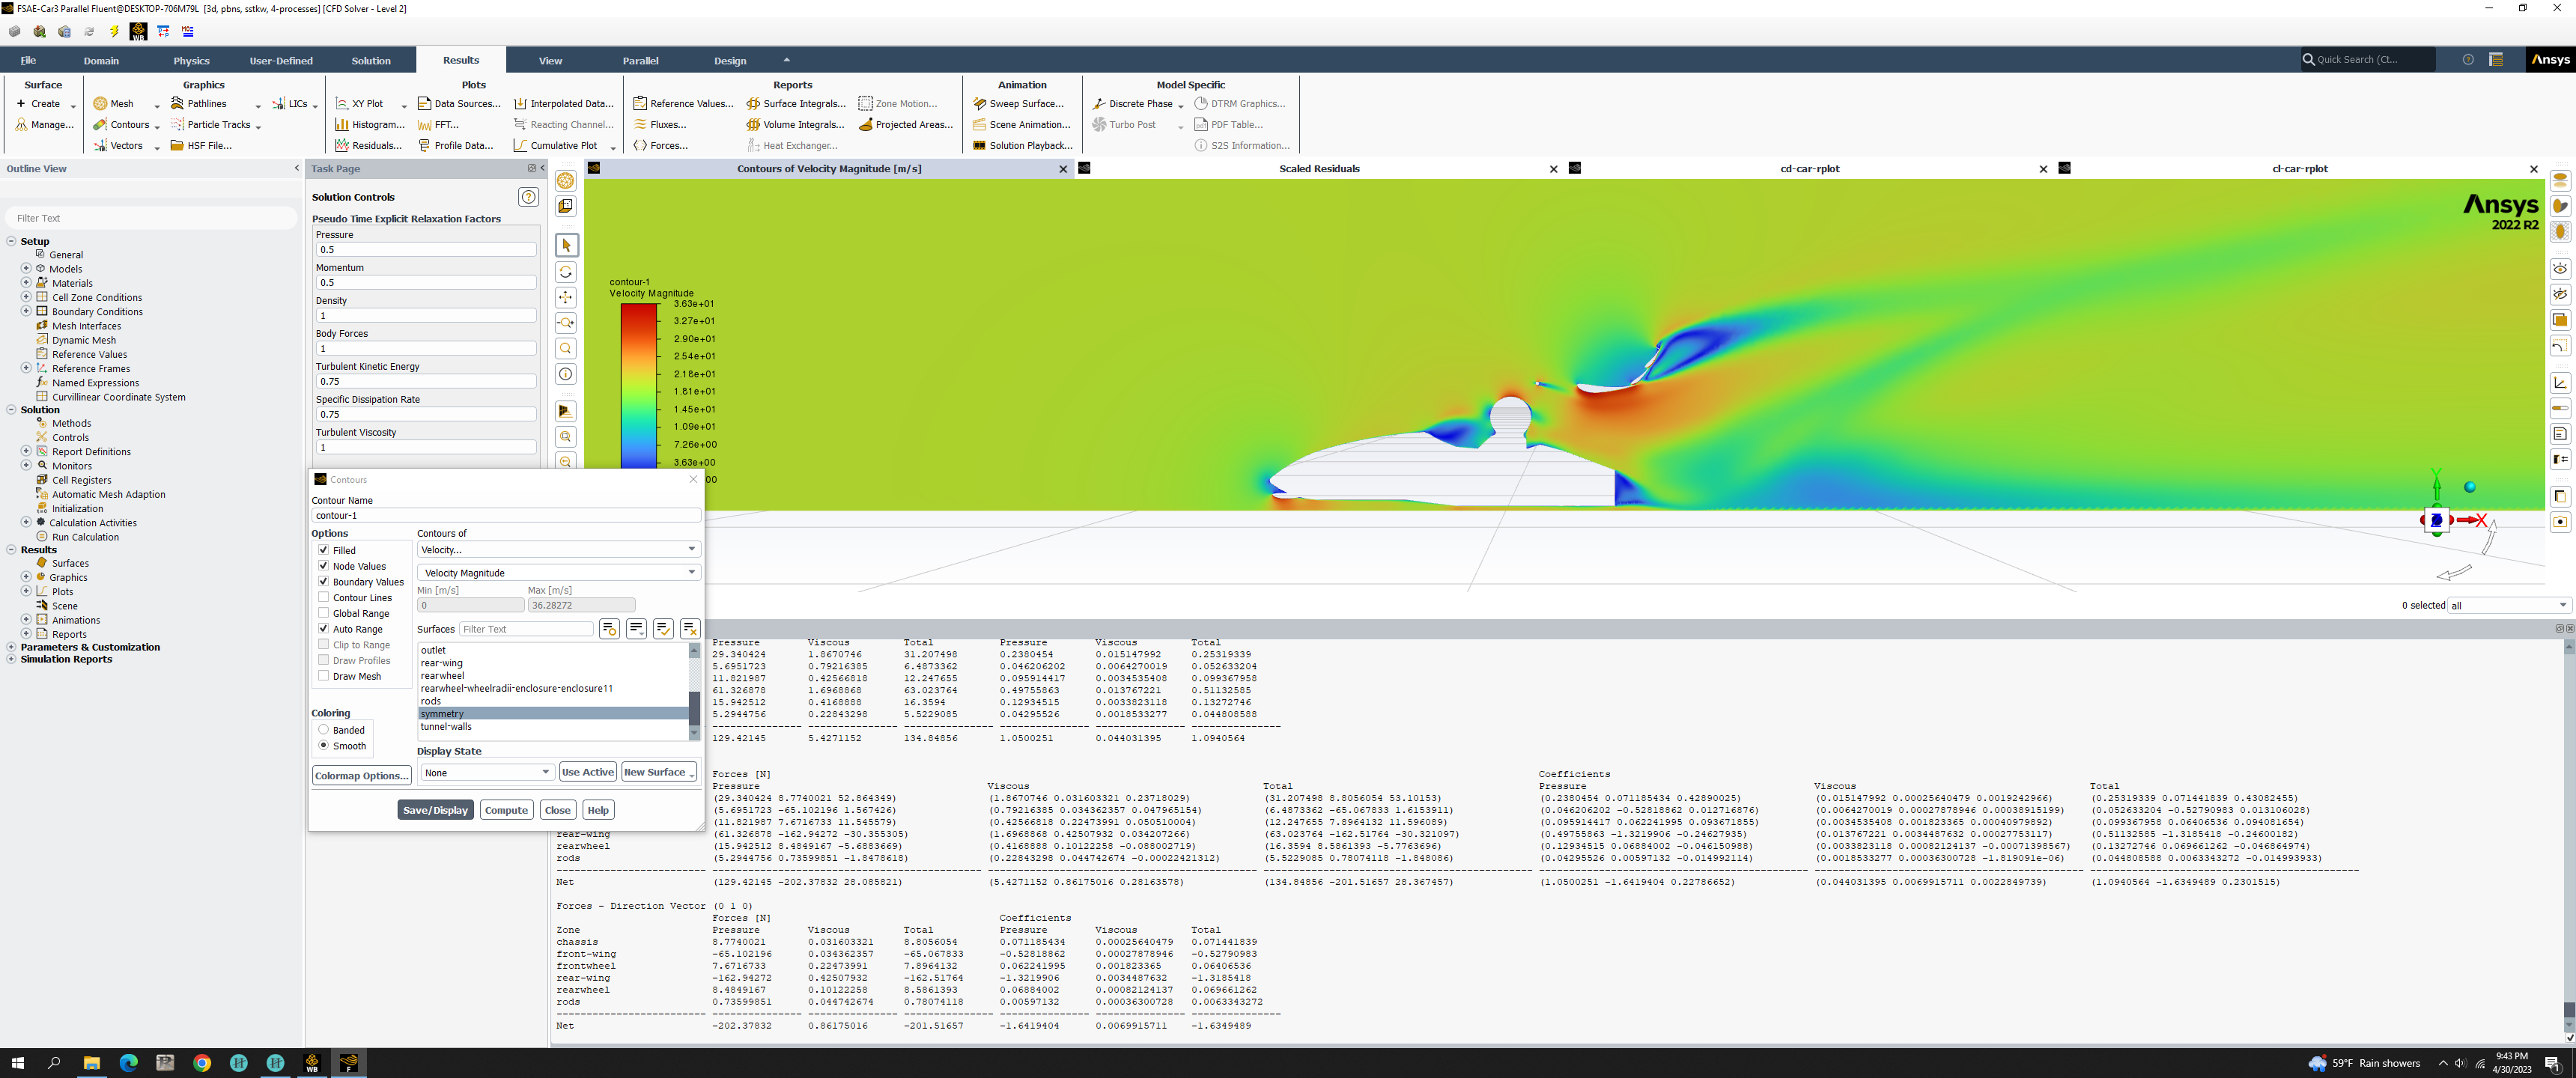 FSAE-Car3 Parallel Fluent@DESKTOP-706M79L [3d, pbns, sstkw, 4-processes] [CFD Solver - Level 2]
File Domain Physics User-Defined Solution Results View Parallel Design Quick Search (Ct... Ansys
Surface Graphics Plots Reports Animation Model Specific
Create Mesh Pathlines LICs XY Plot Data Sources... Interpolated Data... Reference Values... Surface Integrals... Zone Motion... Sweep Surface... Discrete Phase DTRM Graphics...
Manage... Contours Particle Tracks Histogram... FFT... Reacting Channel... Fluxes... Volume Integrals... Projected Areas... Scene Animation... Turbo Post PDF Table...
Vectors HSF File... Residuals... Profile Data... Cumulative Plot Forces... Heat Exchanger... Solution Playback... S2S Information...
Outline View
Filter Text
Setup
General
Models
Materials
Cell Zone Conditions
Boundary Conditions
Mesh Interfaces
Dynamic Mesh
Reference Values
Reference Frames
Named Expressions
Curvilinear Coordinate System
Solution
Methods
Controls
Report Definitions
Monitors
Cell Registers
Automatic Mesh Adaption
Initialization
Calculation Activities
Run Calculation
Results
Surfaces
Graphics
Plots
Scene
Animations
Reports
Parameters & Customization
Simulation Reports
Task Page
Solution Controls
Pseudo Time Explicit Relaxation Factors
Pressure
0.5
Momentum
0.5
Density
1
Body Forces
1
Turbulent Kinetic Energy
0.75
Specific Dissipation Rate
0.75
Turbulent Viscosity
1
Contours of Velocity Magnitude [m/s] Scaled Residuals cd-car-rplot cl-car-rplot
Ansys
2022 R2
contour-1
Velocity Magnitude
3.63e+01
3.27e+01
2.90e+01
2.54e+01
2.18e+01
1.81e+01
1.45e+01
1.09e+01
7.26e+00
3.63e+00
00
Y
Z
X
0 selected all
Contours
Contour Name
contour-1
Options
Filled
Node Values
Boundary Values
Contour Lines
Global Range
Auto Range
Clip to Range
Draw Profiles
Draw Mesh
Coloring
Banded
Smooth
Colormap Options...
Contours of
Velocity...
Velocity Magnitude
Min [m/s] Max [m/s]
0 36.28272
Surfaces Filter Text
outlet
rear-wing
rearwheel
rearwheel-wheelradii-enclosure-enclosure11
rods
symmetry
tunnel-walls
Display State
None Use Active New Surface
Save/Display Compute Close Help
Pressure Viscous Total Pressure Viscous Total
29.340424 1.8670746 31.207498 0.2380454 0.015147992 0.25319339
5.6951723 0.79216385 6.4873362 0.046206202 0.0064270019 0.052633204
11.821987 0.42566818 12.247655 0.095914417 0.0034535408 0.099367958
61.326878 1.6968868 63.023764 0.49755863 0.013767221 0.51132585
15.942512 0.4168888 16.3594 0.12934515 0.0033823118 0.13272746
5.2944756 0.22843298 5.5229085 0.04295526 0.0018533277 0.044808588
129.42145 5.4271152 134.84856 1.0500251 0.044031395 1.0940564
Forces [N] Coefficients
Pressure Viscous Total Pressure Viscous Total
(29.340424 8.7740021 52.864349) (1.8670746 0.031603321 0.23718029) (31.207498 8.8056054 53.10153) (0.2380454 0.071185434 0.42890025) (0.015147992 0.00025640479 0.0019242966) (0.25319339 0.071441839 0.43082455)
(5.6951723 -65.102196 1.567426) (0.79216385 0.034362357 0.047965154) (6.4873362 -65.067833 1.6153911) (0.046206202 -0.52818862 0.012716876) (0.0064270019 0.00027878946 0.00038915199) (0.052633204 -0.52790983 0.013106028)
(11.821987 7.6716733 11.545579) (0.42566818 0.22473991 0.050510004) (12.247655 7.8964132 11.596089) (0.095914417 0.062241995 0.093671855) (0.0034535408 0.001823365 0.00040979892) (0.099367958 0.06406536 0.094081654)
rear-wing (61.326878 -162.94272 -30.355305) (1.6968868 0.42507932 0.034207266) (63.023764 -162.51764 -30.321097) (0.49755863 -1.3219906 -0.24627935) (0.013767221 0.0034487632 0.00027753117) (0.51132585 -1.3185418 -0.24600182)
rearwheel (15.942512 8.4849167 -5.6883669) (0.4168888 0.10122258 -0.088002719) (16.3594 8.5861393 -5.7763696) (0.12934515 0.06884002 -0.046150988) (0.0033823118 0.00082124137 -0.00071398567) (0.13272746 0.069661262 -0.046864974)
rods (5.2944756 0.73599851 -1.8478618) (0.22843298 0.044742674 -0.00022421312) (5.5229085 0.78074118 -1.848086) (0.04295526 0.00597132 -0.014992114) (0.0018533277 0.00036300728 -1.819091e-06) (0.044808588 0.0063343272 -0.014993933)
Net (129.42145 -202.37832 28.085821) (5.4271152 0.86175016 0.28163578) (134.84856 -201.51657 28.367457) (1.0500251 -1.6419404 0.22786652) (0.044031395 0.0069915711 0.0022849739) (1.0940564 -1.6349489 0.2301515)
Forces - Direction Vector (0 1 0)
Forces [N] Coefficients
Zone Pressure Viscous Total Pressure Viscous Total
chassis 8.7740021 0.031603321 8.8056054 0.071185434 0.00025640479 0.071441839
front-wing -65.102196 0.034362357 -65.067833 -0.52818862 0.00027878946 -0.52790983
frontwheel 7.6716733 0.22473991 7.8964132 0.062241995 0.001823365 0.06406536
rear-wing -162.94272 0.42507932 -162.51764 -1.3219906 0.0034487632 -1.3185418
rearwheel 8.4849167 0.10122258 8.5861393 0.06884002 0.00082124137 0.069661262
rods 0.73599851 0.044742674 0.78074118 0.00597132 0.00036300728 0.0063343272
Net -202.37832 0.86175016 -201.51657 -1.6419404 0.0069915711 -1.6349489
59°F Rain showers
9:43 PM
4/30/2023